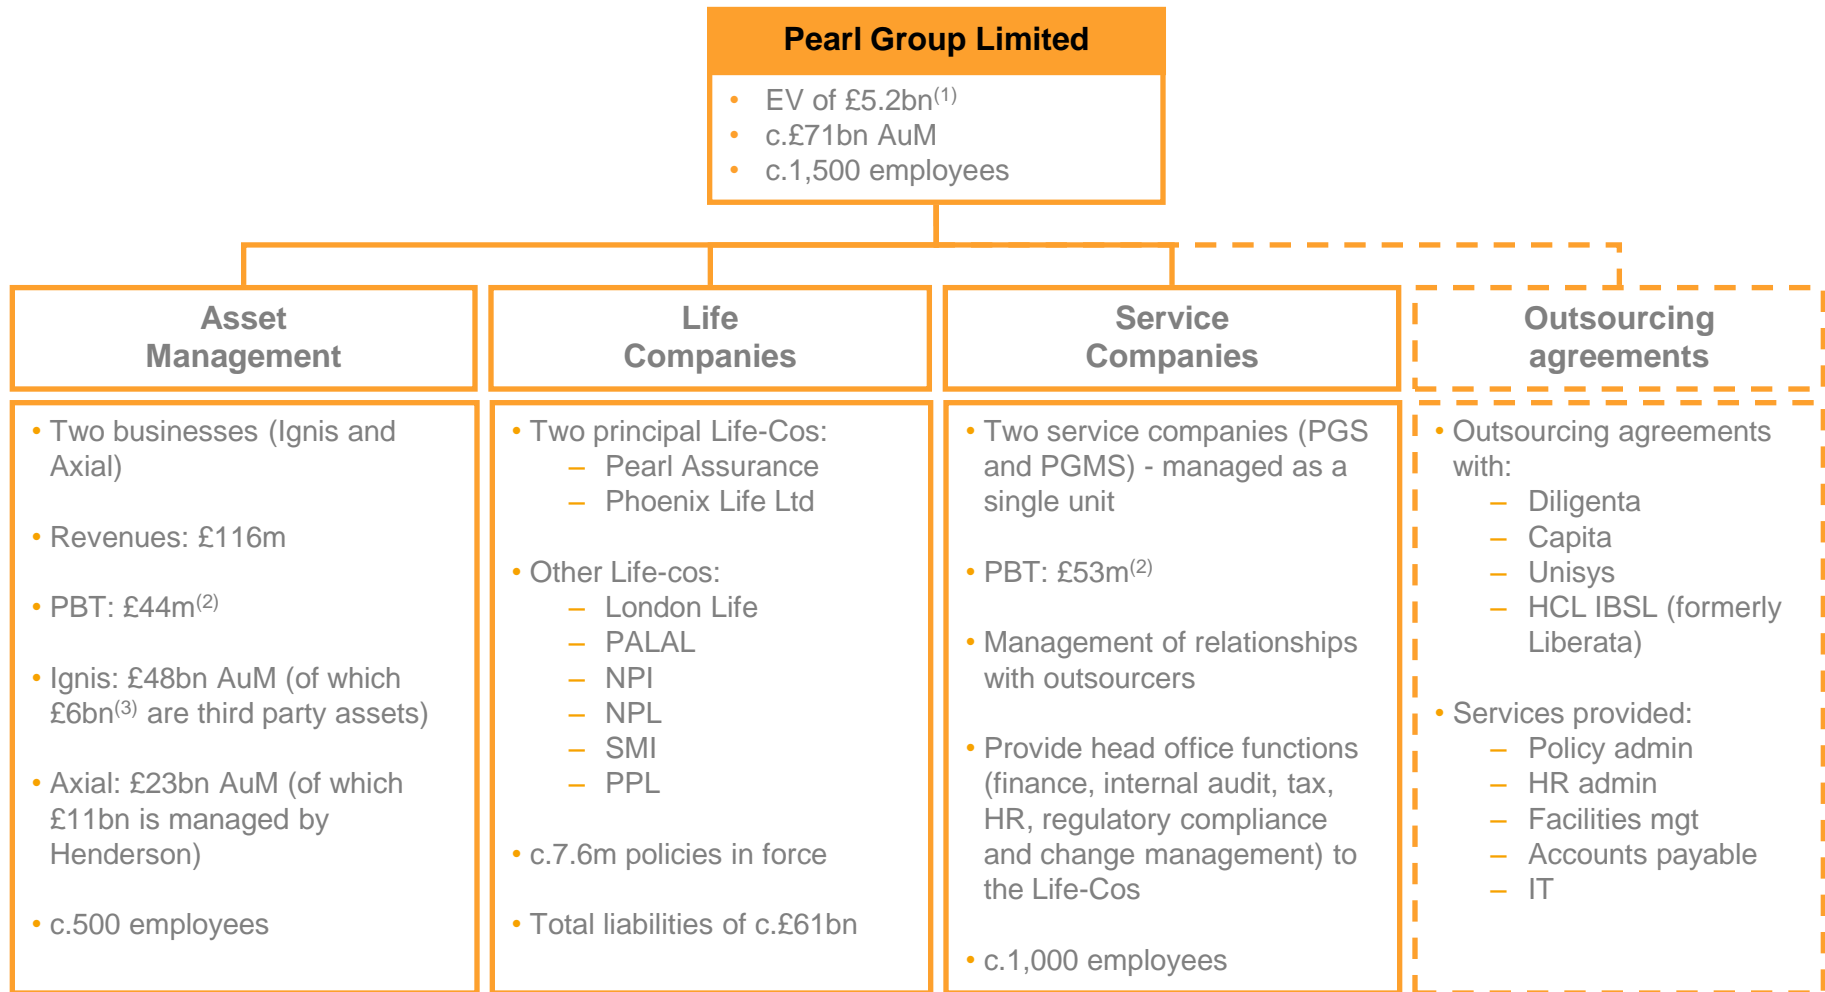 Pearl Group Limited
• EV of £5.2bn(1)
• c.£71bn AuM
• c.1,500 employees
Asset
Management
• Two businesses (Ignis and
Axial)
• Revenues: £116m
• PBT: £44m(2)
• Ignis: £48bn AuM (of which
£6bn(3) are third party assets)
• Axial: £23bn AuM (of which
£11bn is managed by
Henderson)
• c.500 employees
Life
Companies
• Two principal Life-Cos:
– Pearl Assurance
– Phoenix Life Ltd
• Other Life-cos:
– London Life
– PALAL
– NPI
– NPL
– SMI
– PPL
• c.7.6m policies in force
• Total liabilities of c.£61bn
Service
Companies
• Two service companies (PGS
and PGMS) - managed as a
single unit
• PBT: £53m(2)
• Management of relationships
with outsourcers
• Provide head office functions
(finance, internal audit, tax,
HR, regulatory compliance
and change management) to
the Life-Cos
• c.1,000 employees
Outsourcing
agreements
• Outsourcing agreements
with:
– Diligenta
– Capita
– Unisys
– HCL IBSL (formerly
Liberata)
• Services provided:
– Policy admin
– HR admin
– Facilities mgt
– Accounts payable
– IT